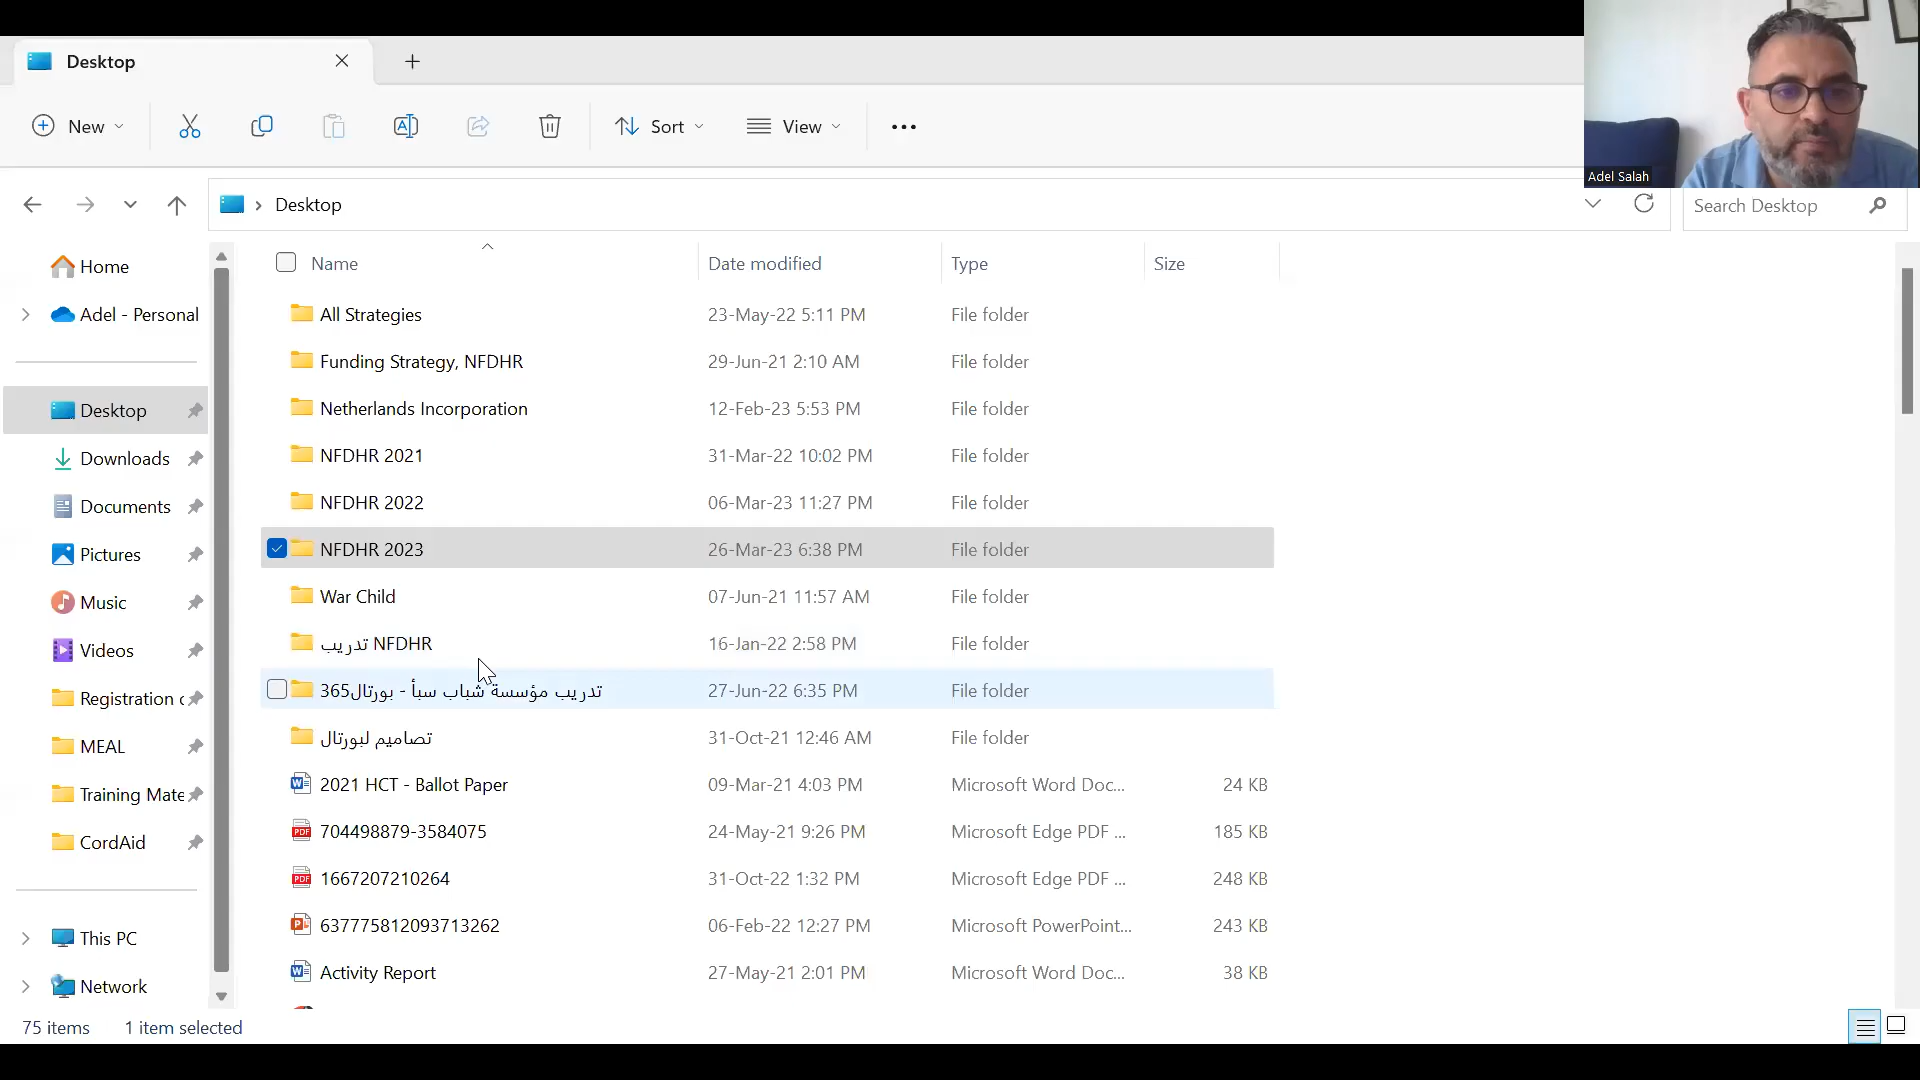 Desktop
New
Sort
View
Adel Salah
Desktop
Search Desktop
Home
Adel - Personal
Desktop
Downloads
Documents
Pictures
Music
Videos
Registration c
MEAL
Training Mate
CordAid
This PC
Network
Name Date modified Type Size
All Strategies 23-May-22 5:11 PM File folder
Funding Strategy, NFDHR 29-Jun-21 2:10 AM File folder
Netherlands Incorporation 12-Feb-23 5:53 PM File folder
NFDHR 2021 31-Mar-22 10:02 PM File folder
NFDHR 2022 06-Mar-23 11:27 PM File folder
NFDHR 2023 26-Mar-23 6:38 PM File folder
War Child 07-Jun-21 11:57 AM File folder
تدريب NFDHR 16-Jan-22 2:58 PM File folder
تدريب مؤسسة شباب سبأ - بورتال365 27-Jun-22 6:35 PM File folder
تصاميم لبورتال 31-Oct-21 12:46 AM File folder
2021 HCT - Ballot Paper 09-Mar-21 4:03 PM Microsoft Word Doc... 24 KB
704498879-3584075 24-May-21 9:26 PM Microsoft Edge PDF ... 185 KB
1667207210264 31-Oct-22 1:32 PM Microsoft Edge PDF ... 248 KB
637775812093713262 06-Feb-22 12:27 PM Microsoft PowerPoint... 243 KB
Activity Report 27-May-21 2:01 PM Microsoft Word Doc... 38 KB
75 items 1 item selected